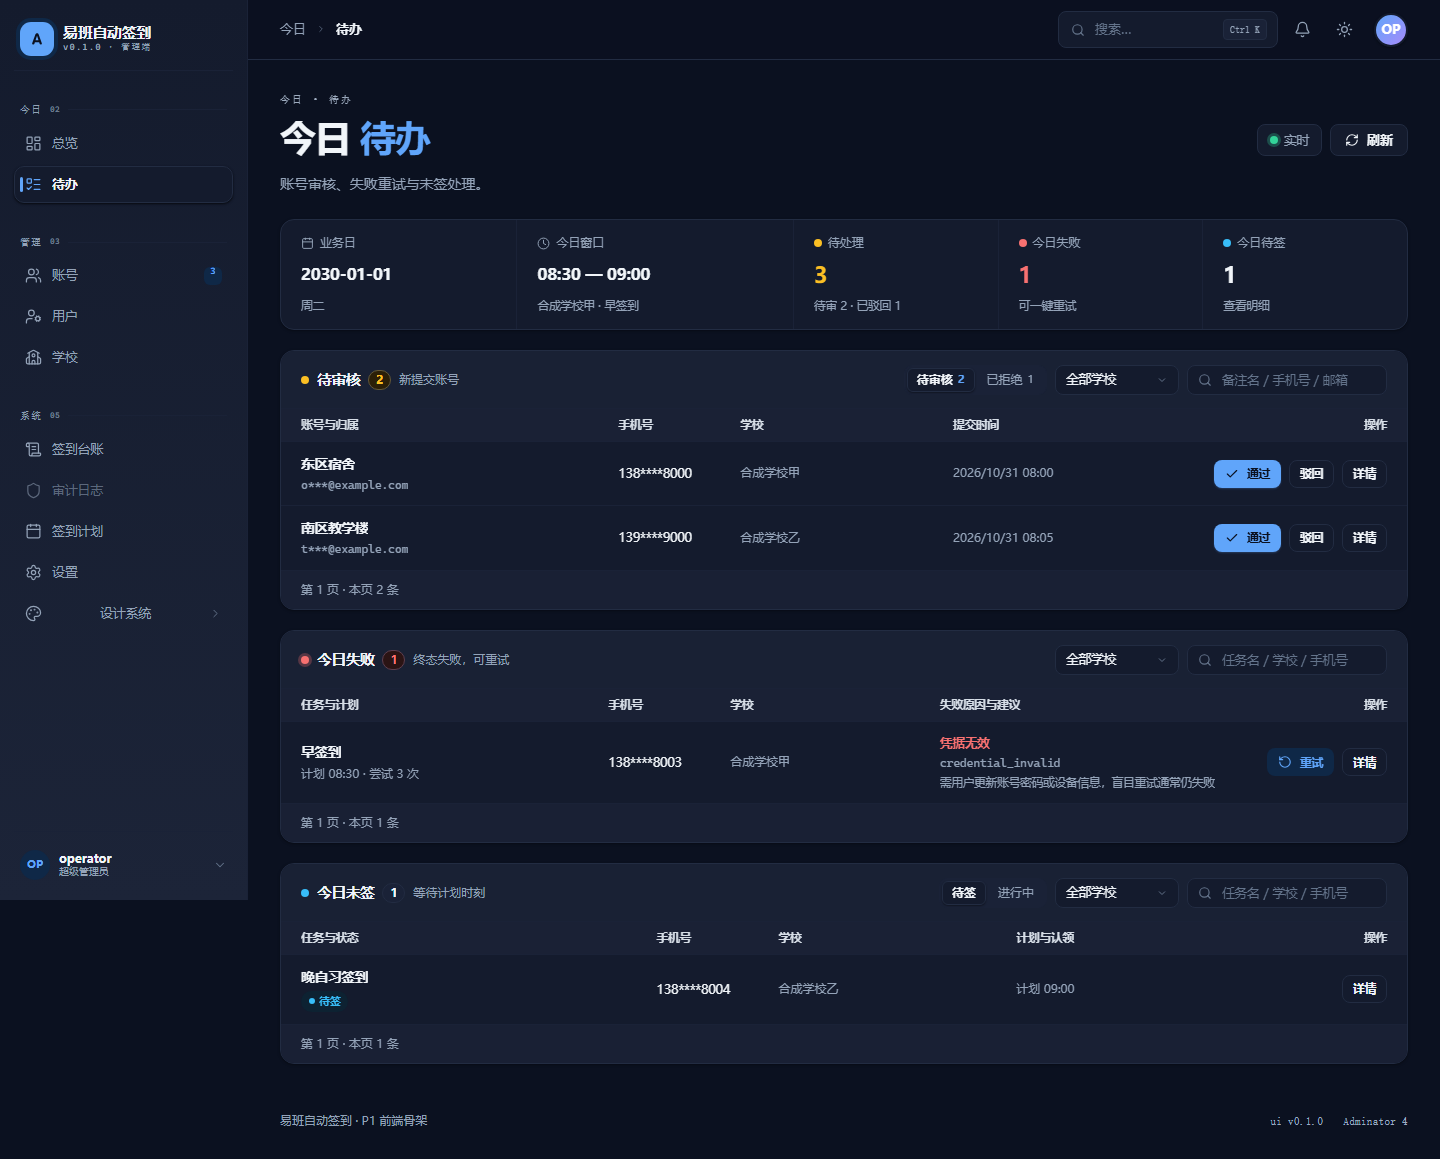 A
易班自动签到
v0.1.0 · 管理端
今日 › 待办
搜索...
Ctrl K
OP
今日 02
总览
待办
管理 03
账号 3
用户
学校
系统 05
签到台账
审计日志
签到计划
设置
设计系统
OP
operator
超级管理员
今日 · 待办
今日 待办
账号审核、失败重试与未签处理。
实时
刷新
业务日
2030-01-01
周二
今日窗口
08:30 — 09:00
合成学校甲 · 早签到
待处理
3
待审 2 · 已驳回 1
今日失败
1
可一键重试
今日待签
1
查看明细
待审核 2 新提交账号
待审核 2 已拒绝 1
全部学校
备注名 / 手机号 / 邮箱
账号与归属 手机号 学校 提交时间 操作
东区宿舍
o***@example.com
138****8000 合成学校甲 2026/10/31 08:00 通过 驳回 详情
南区教学楼
t***@example.com
139****9000 合成学校乙 2026/10/31 08:05 通过 驳回 详情
第 1 页 · 本页 2 条
今日失败 1 终态失败，可重试
全部学校
任务名 / 学校 / 手机号
任务与计划 手机号 学校 失败原因与建议 操作
早签到
计划 08:30 · 尝试 3 次
138****8003 合成学校甲
凭据无效
credential_invalid
需用户更新账号密码或设备信息，盲目重试通常仍失败
重试 详情
第 1 页 · 本页 1 条
今日未签 1 等待计划时刻
待签 进行中
全部学校
任务名 / 学校 / 手机号
任务与状态 手机号 学校 计划与认领 操作
晚自习签到
待签
138****8004 合成学校乙 计划 09:00 详情
第 1 页 · 本页 1 条
易班自动签到 · P1 前端骨架
ui v0.1.0 Adminator 4